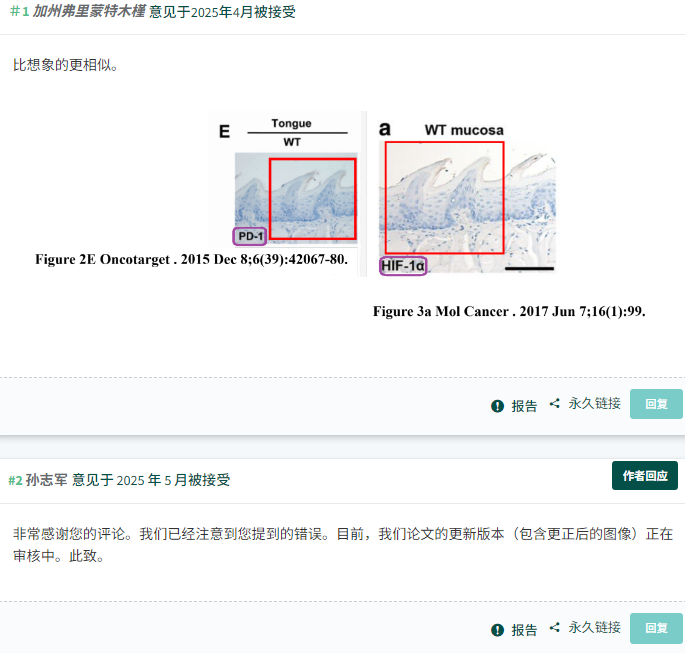 #1 加州弗里蒙特木槿 意见于2025年4月被接受
比想象的更相似。
E
Tongue
WT
PD-1
Figure 2E Oncotarget . 2015 Dec 8;6(39):42067-80.
a
WT mucosa
HIF-1α
Figure 3a Mol Cancer . 2017 Jun 7;16(1):99.
报告 永久链接 回复
#2 孙志军 意见于 2025 年 5 月被接受
作者回应
非常感谢您的评论。我们已经注意到您提到的错误。目前，我们论文的更新版本（包含更正后的图像）正在
审核中。此致。
报告 永久链接 回复